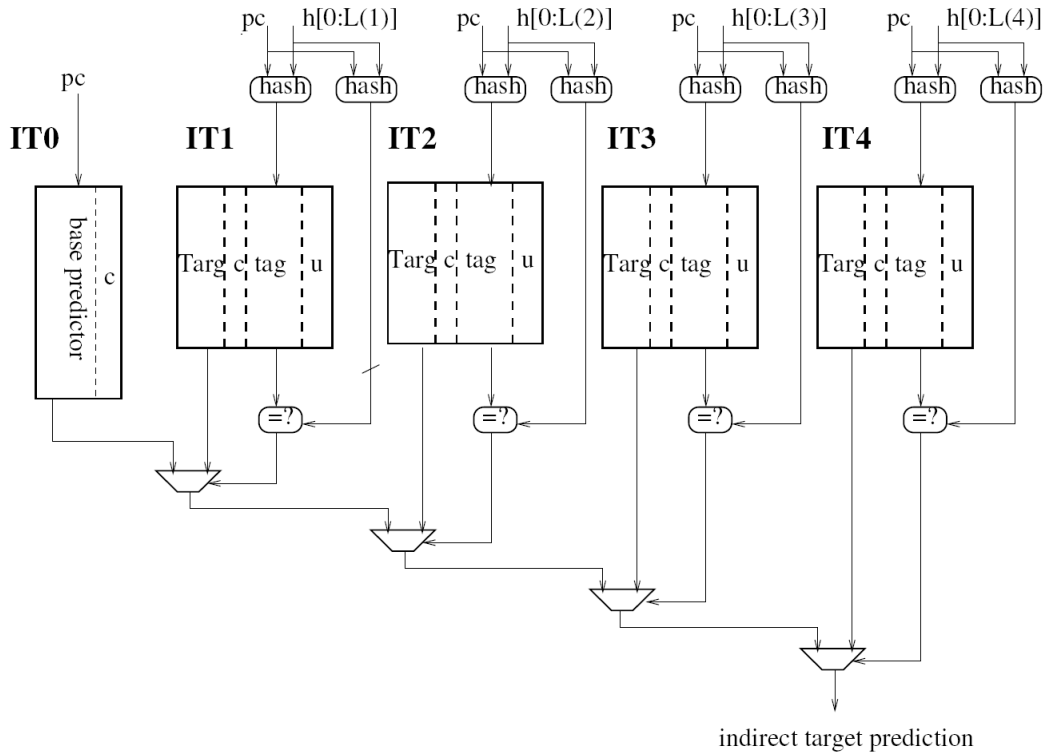 pc h[0:L(1)] pc h[0:L(2)] pc h[0:L(3)] pc h[0:L(4)]
pc hash hash hash hash hash hash hash hash
IT0 IT1 IT2 IT3 IT4
base predictor
c
Targ c tag u Targ c tag u Targ c tag u Targ c tag u
=? =? =? =?
indirect target prediction